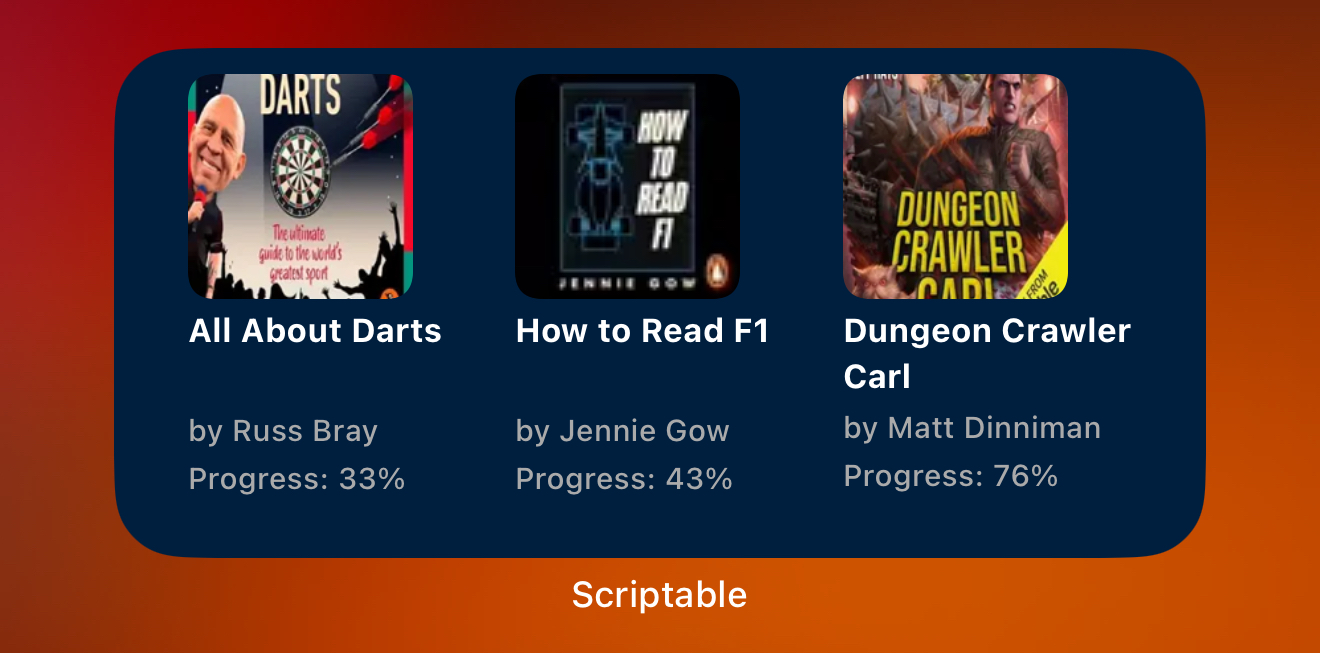 DARTS
The ultimate
guide to the world's
greatest sport
All About Darts
by Russ Bray
Progress: 33%
HOW
TO
READ
F1
JENNIE GOW
How to Read F1
by Jennie Gow
Progress: 43%
DUNGEON
CRAWLER
CARL
FROM
Dungeon Crawler
Carl
by Matt Dinniman
Progress: 76%
Scriptable